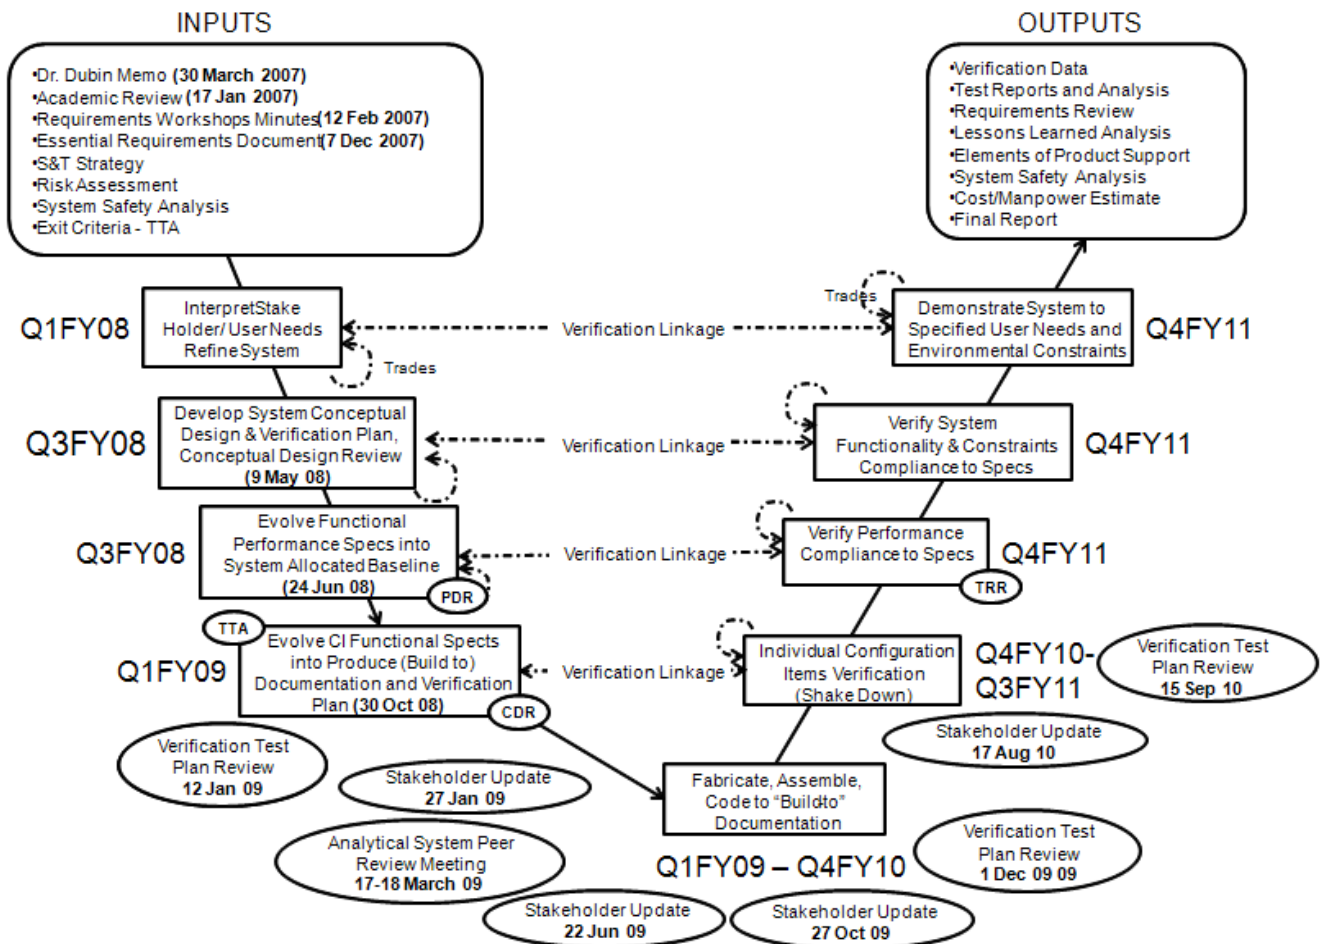 INPUTS
•Dr. Dubin Memo (30 March 2007)
•Academic Review (17 Jan 2007)
•Requirements Workshops Minutes(12 Feb 2007)
•Essential Requirements Document(7 Dec 2007)
•S&T Strategy
•Risk Assessment
•System Safety Analysis
•Exit Criteria - TTA
OUTPUTS
•Verification Data
•Test Reports and Analysis
•Requirements Review
•Lessons Learned Analysis
•Elements of Product Support
•System Safety Analysis
•Cost/Manpower Estimate
•Final Report
Q1FY08
Interpret Stake
Holder/ User Needs
Refine System
Trades
Verification Linkage
Trades
Demonstrate System to
Specified User Needs and
Environmental Constraints
Q4FY11
Q3FY08
Develop System Conceptual
Design & Verification Plan,
Conceptual Design Review
(9 May 08)
Verification Linkage
Verify System
Functionality & Constraints
Compliance to Specs
Q4FY11
Q3FY08
Evolve Functional
Performance Specs into
System Allocated Baseline
(24 Jun 08)
PDR
Verification Linkage
Verify Performance
Compliance to Specs
TRR
Q4FY11
TTA
Q1FY09
Evolve CI Functional Spects
into Produce (Build to)
Documentation and Verification
Plan (30 Oct 08)
CDR
Verification Linkage
Individual Configuration
Items Verification
(Shake Down)
Q4FY10-
Q3FY11
Verification Test
Plan Review
15 Sep 10
Verification Test
Plan Review
12 Jan 09
Stakeholder Update
27 Jan 09
Stakeholder Update
17 Aug 10
Fabricate, Assemble,
Code to "Build-to"
Documentation
Analytical System Peer
Review Meeting
17-18 March 09
Q1FY09 – Q4FY10
Verification Test
Plan Review
1 Dec 09 09
Stakeholder Update
22 Jun 09
Stakeholder Update
27 Oct 09